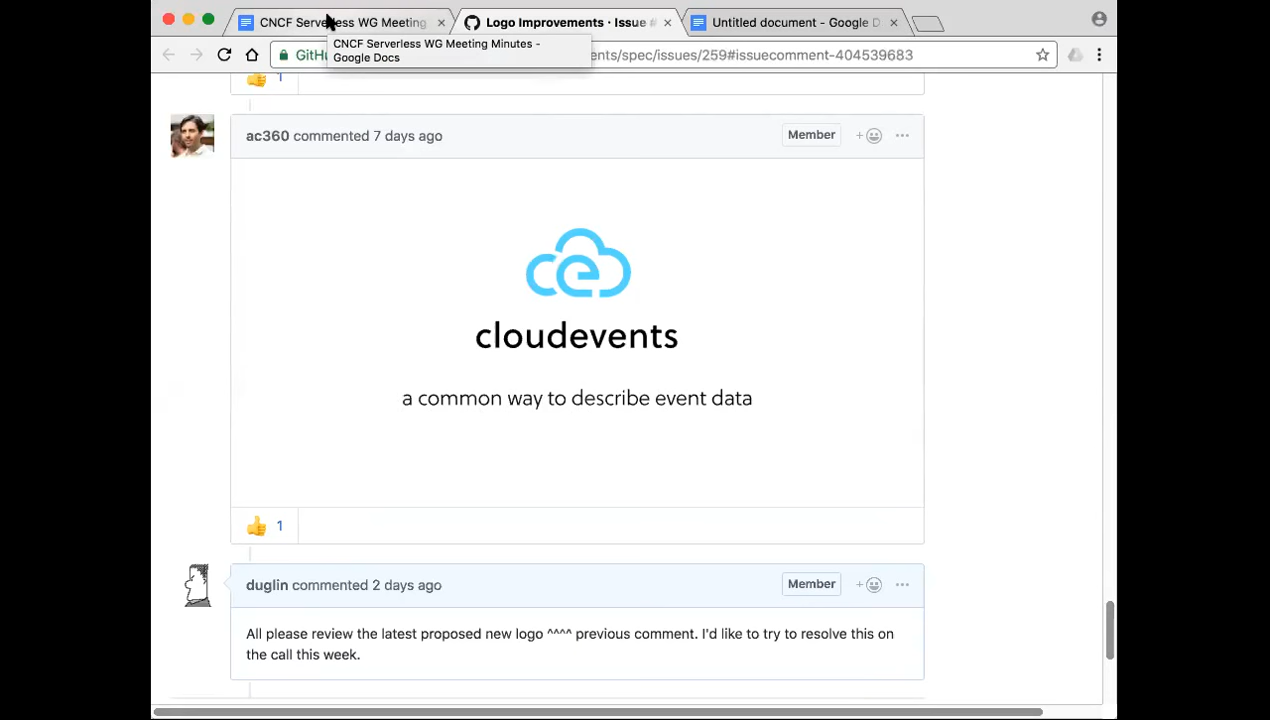 CNCF Serverless WG Meeting
Logo Improvements · Issue #
Untitled document - Google D
CNCF Serverless WG Meeting Minutes -
Google Docs
GitHu
ents/spec/issues/259#issuecomment-404539683
1
ac360 commented 7 days ago
Member
cloudevents
a common way to describe event data
1
duglin commented 2 days ago
Member
All please review the latest proposed new logo ^^^^ previous comment. I'd like to try to resolve this on
the call this week.